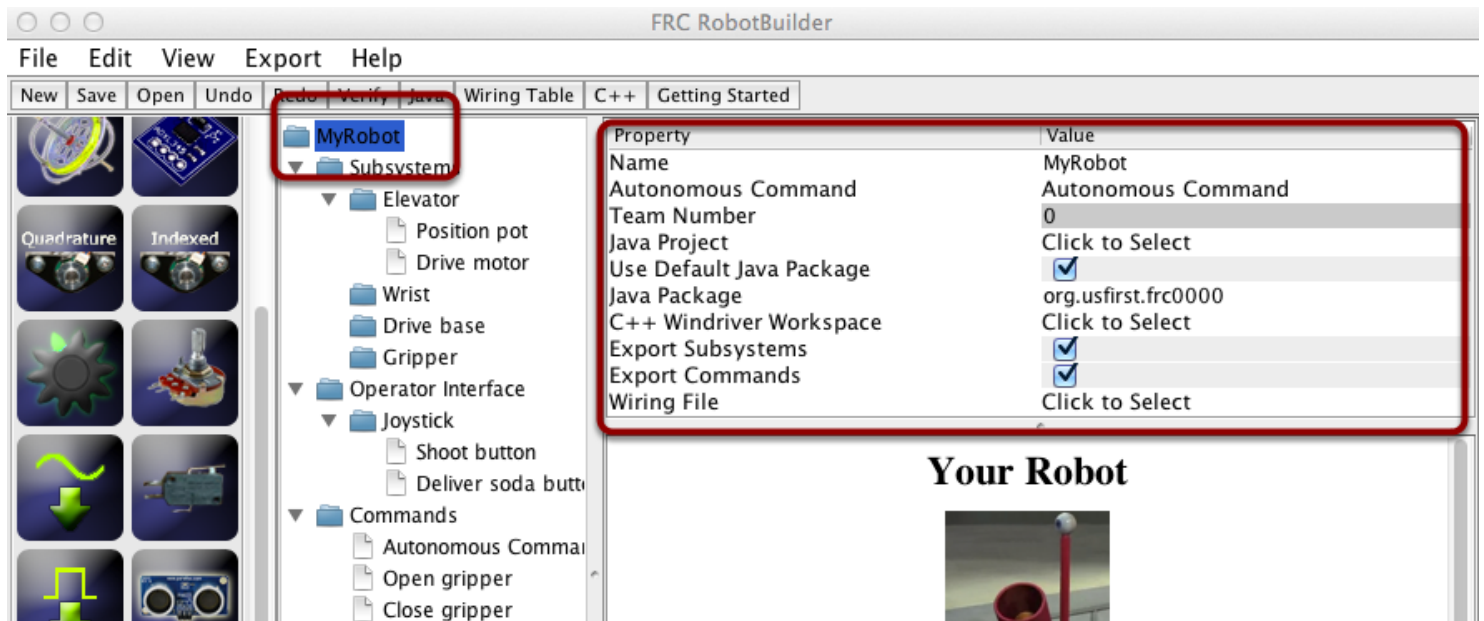 FRC RobotBuilder
File Edit View Export Help
New Save Open Undo Redo Verify Java Wiring Table C++ Getting Started
Quadrature Indexed
MyRobot
Subsystems
Elevator
Position pot
Drive motor
Wrist
Drive base
Gripper
Operator Interface
Joystick
Shoot button
Deliver soda butt
Commands
Autonomous Comma
Open gripper
Close gripper
Property Value
Name MyRobot
Autonomous Command Autonomous Command
Team Number 0
Java Project Click to Select
Use Default Java Package
Java Package org.usfirst.frc0000
C++ Windriver Workspace Click to Select
Export Subsystems
Export Commands
Wiring File Click to Select
Your Robot